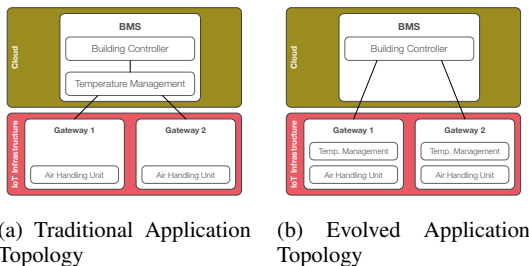 BMS
Building Controller
Temperature Management
Cloud
Gateway 1
Gateway 2
Air Handling Unit
Air Handling Unit
IoT Infrastructure
(a) Traditional Application
Topology
BMS
Building Controller
Cloud
Gateway 1
Gateway 2
Temp. Management
Temp. Management
Air Handling Unit
Air Handling Unit
IoT Infrastructure
(b) Evolved Application
Topology